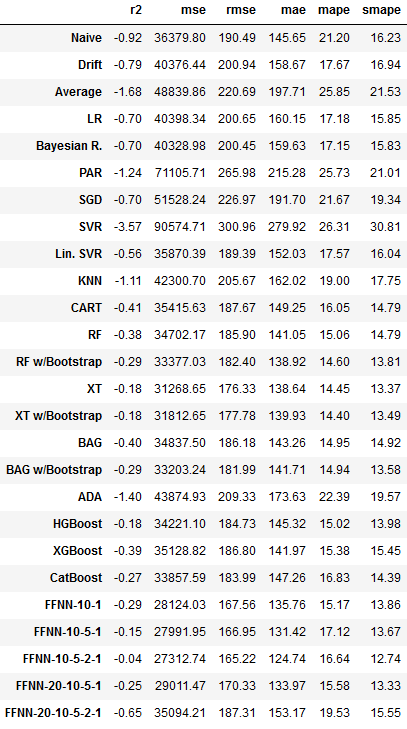 r2 mse rmse mae mape smape
Naive -0.92 36379.80 190.49 145.65 21.20 16.23
Drift -0.79 40376.44 200.94 158.67 17.67 16.94
Average -1.68 48839.86 220.69 197.71 25.85 21.53
LR -0.70 40398.34 200.65 160.15 17.18 15.85
Bayesian R. -0.70 40328.98 200.45 159.63 17.15 15.83
PAR -1.24 71105.71 265.98 215.28 25.73 21.01
SGD -0.70 51528.24 226.97 191.70 21.67 19.34
SVR -3.57 90574.71 300.96 279.92 26.31 30.81
Lin. SVR -0.56 35870.39 189.39 152.03 17.57 16.04
KNN -1.11 42300.70 205.67 162.02 19.00 17.75
CART -0.41 35415.63 187.67 149.25 16.05 14.79
RF -0.38 34702.17 185.90 141.05 15.06 14.79
RF w/Bootstrap -0.29 33377.03 182.40 138.92 14.60 13.81
XT -0.18 31268.65 176.33 138.64 14.45 13.37
XT w/Bootstrap -0.18 31812.65 177.78 139.93 14.40 13.49
BAG -0.40 34837.50 186.18 143.26 14.95 14.92
BAG w/Bootstrap -0.29 33203.24 181.99 141.71 14.94 13.58
ADA -1.40 43874.93 209.33 173.63 22.39 19.57
HGBoost -0.18 34221.10 184.73 145.32 15.02 13.98
XGBoost -0.39 35128.82 186.80 141.97 15.38 15.45
CatBoost -0.27 33857.59 183.99 147.26 16.83 14.39
FFNN-10-1 -0.29 28124.03 167.56 135.76 15.17 13.86
FFNN-10-5-1 -0.15 27991.95 166.95 131.42 17.12 13.67
FFNN-10-5-2-1 -0.04 27312.74 165.22 124.74 16.64 12.74
FFNN-20-10-5-1 -0.25 29011.47 170.33 133.97 15.58 13.33
FFNN-20-10-5-2-1 -0.65 35094.21 187.31 153.17 19.53 15.55